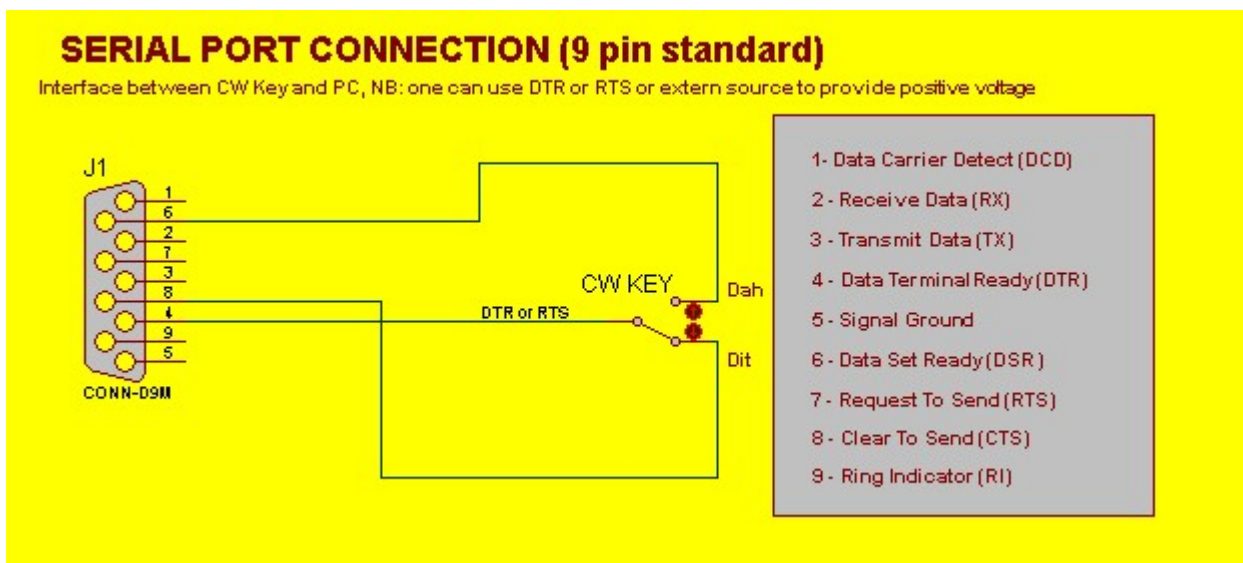 SERIAL PORT CONNECTION (9 pin standard)
Interface between CW Key and PC, NB: one can use DTR or RTS or extern source to provide positive voltage
J1
1
6
2
7
3
8
4
9
5
CONN-D9M
DTR or RTS
CW KEY
Dah
Dit
1- Data Carrier Detect (DCD)
2 - Receive Data (RX)
3 - Transmit Data (TX)
4 - Data Terminal Ready (DTR)
5 - Signal Ground
6 - Data Set Ready (DSR)
7 - Request To Send (RTS)
8 - Clear To Send (CTS)
9 - Ring Indicator (RI)